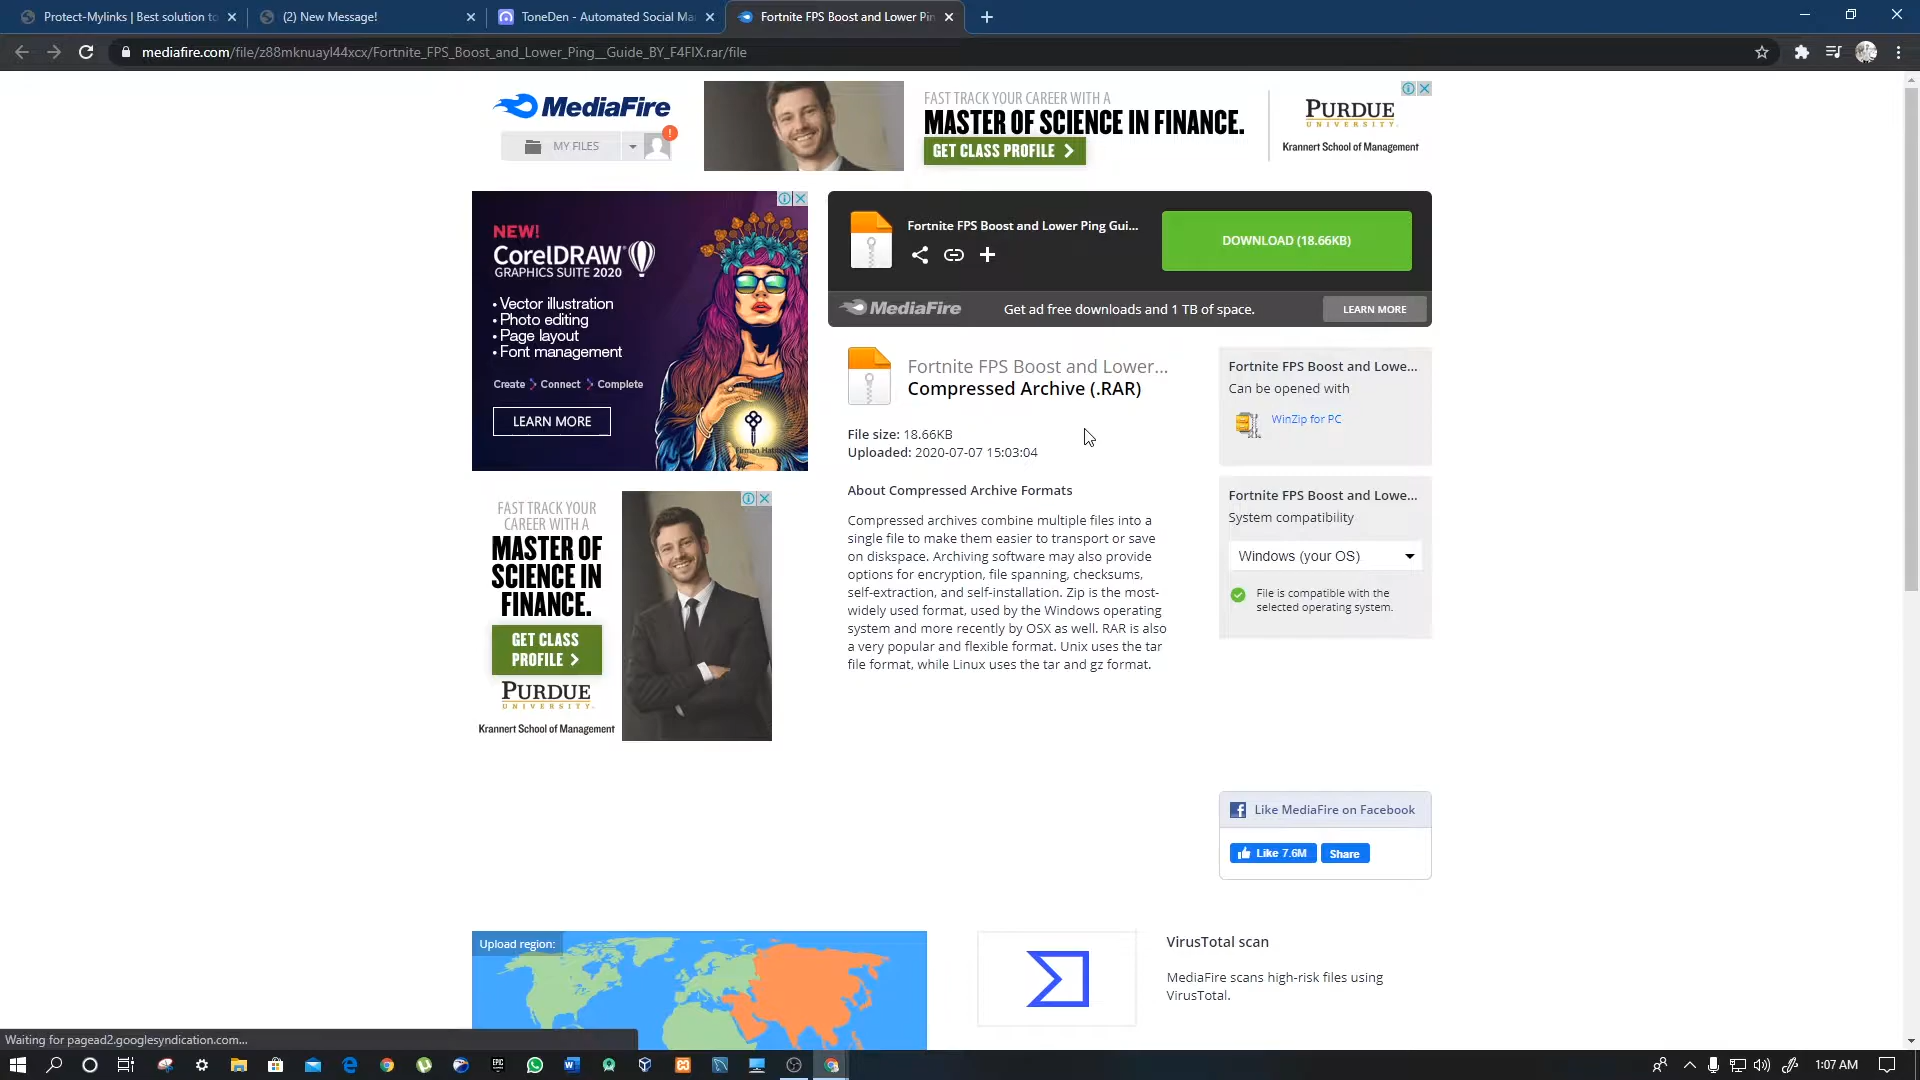 Protect-Mylinks | Best solution to
(2) New Message!
ToneDen - Automated Social Ma
Fortnite FPS Boost and Lower Pin
mediafire.com/file/z88mknuayl44xcx/Fortnite_FPS_Boost_and_Lower_Ping__Guide_BY_F4FIX.rar/file
MediaFire
MY FILES
!
FAST TRACK YOUR CAREER WITH A
MASTER OF SCIENCE IN FINANCE.
GET CLASS PROFILE
PURDUE
UNIVERSITY.
Krannert School of Management
NEW!
CorelDRAW
GRAPHICS SUITE 2020
• Vector illustration
• Photo editing
• Page layout
• Font management
Create Connect Complete
LEARN MORE
Firman Hatibu
Fortnite FPS Boost and Lower Ping Gui...
DOWNLOAD (18.66KB)
MediaFire
Get ad free downloads and 1 TB of space.
LEARN MORE
Fortnite FPS Boost and Lower...
Compressed Archive (.RAR)
File size: 18.66KB
Uploaded: 2020-07-07 15:03:04
About Compressed Archive Formats
Compressed archives combine multiple files into a
single file to make them easier to transport or save
on diskspace. Archiving software may also provide
options for encryption, file spanning, checksums,
self-extraction, and self-installation. Zip is the most-
widely used format, used by the Windows operating
system and more recently by OSX as well. RAR is also
a very popular and flexible format. Unix uses the tar
file format, while Linux uses the tar and gz format.
Fortnite FPS Boost and Lowe...
Can be opened with
WinZip for PC
Fortnite FPS Boost and Lowe...
System compatibility
Windows (your OS)
File is compatible with the
selected operating system.
FAST TRACK YOUR
CAREER WITH A
MASTER OF
SCIENCE IN
FINANCE.
GET CLASS
PROFILE
PURDUE
UNIVERSITY.
Krannert School of Management
Like MediaFire on Facebook
Like 7.6M
Share
Upload region:
VirusTotal scan
MediaFire scans high-risk files using
VirusTotal.
Waiting for pagead2.googlesyndication.com...
EPIC
1:07 AM